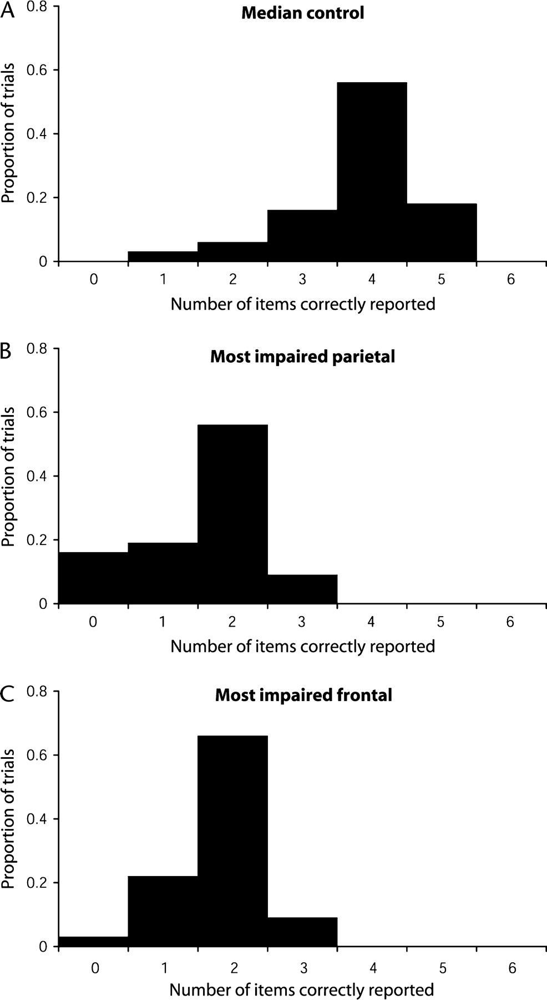 A
Median control
0.8
0.6
0.4
0.2
0
Proportion of trials
0 1 2 3 4 5 6
Number of items correctly reported
B
Most impaired parietal
0.8
0.6
0.4
0.2
0
Proportion of trials
0 1 2 3 4 5 6
Number of items correctly reported
C
Most impaired frontal
0.8
0.6
0.4
0.2
0
Proportion of trials
0 1 2 3 4 5 6
Number of items correctly reported